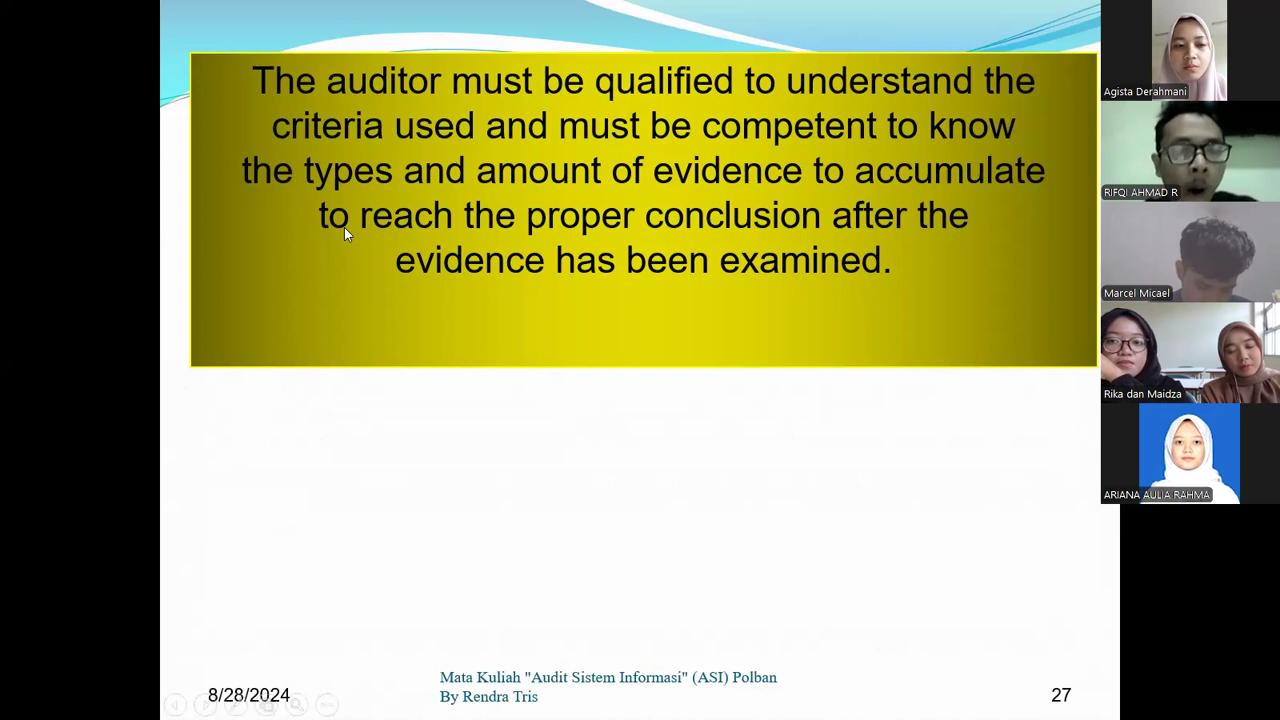 The auditor must be qualified to understand the
criteria used and must be competent to know
the types and amount of evidence to accumulate
to reach the proper conclusion after the
evidence has been examined.
Agista Derahmani
RIFQI AHMAD R
Marcel Micael
Rika dan Maidza
ARIANA AULIA RAHMA
8/28/2024
Mata Kuliah "Audit Sistem Informasi" (ASI) Polban
By Rendra Tris
27